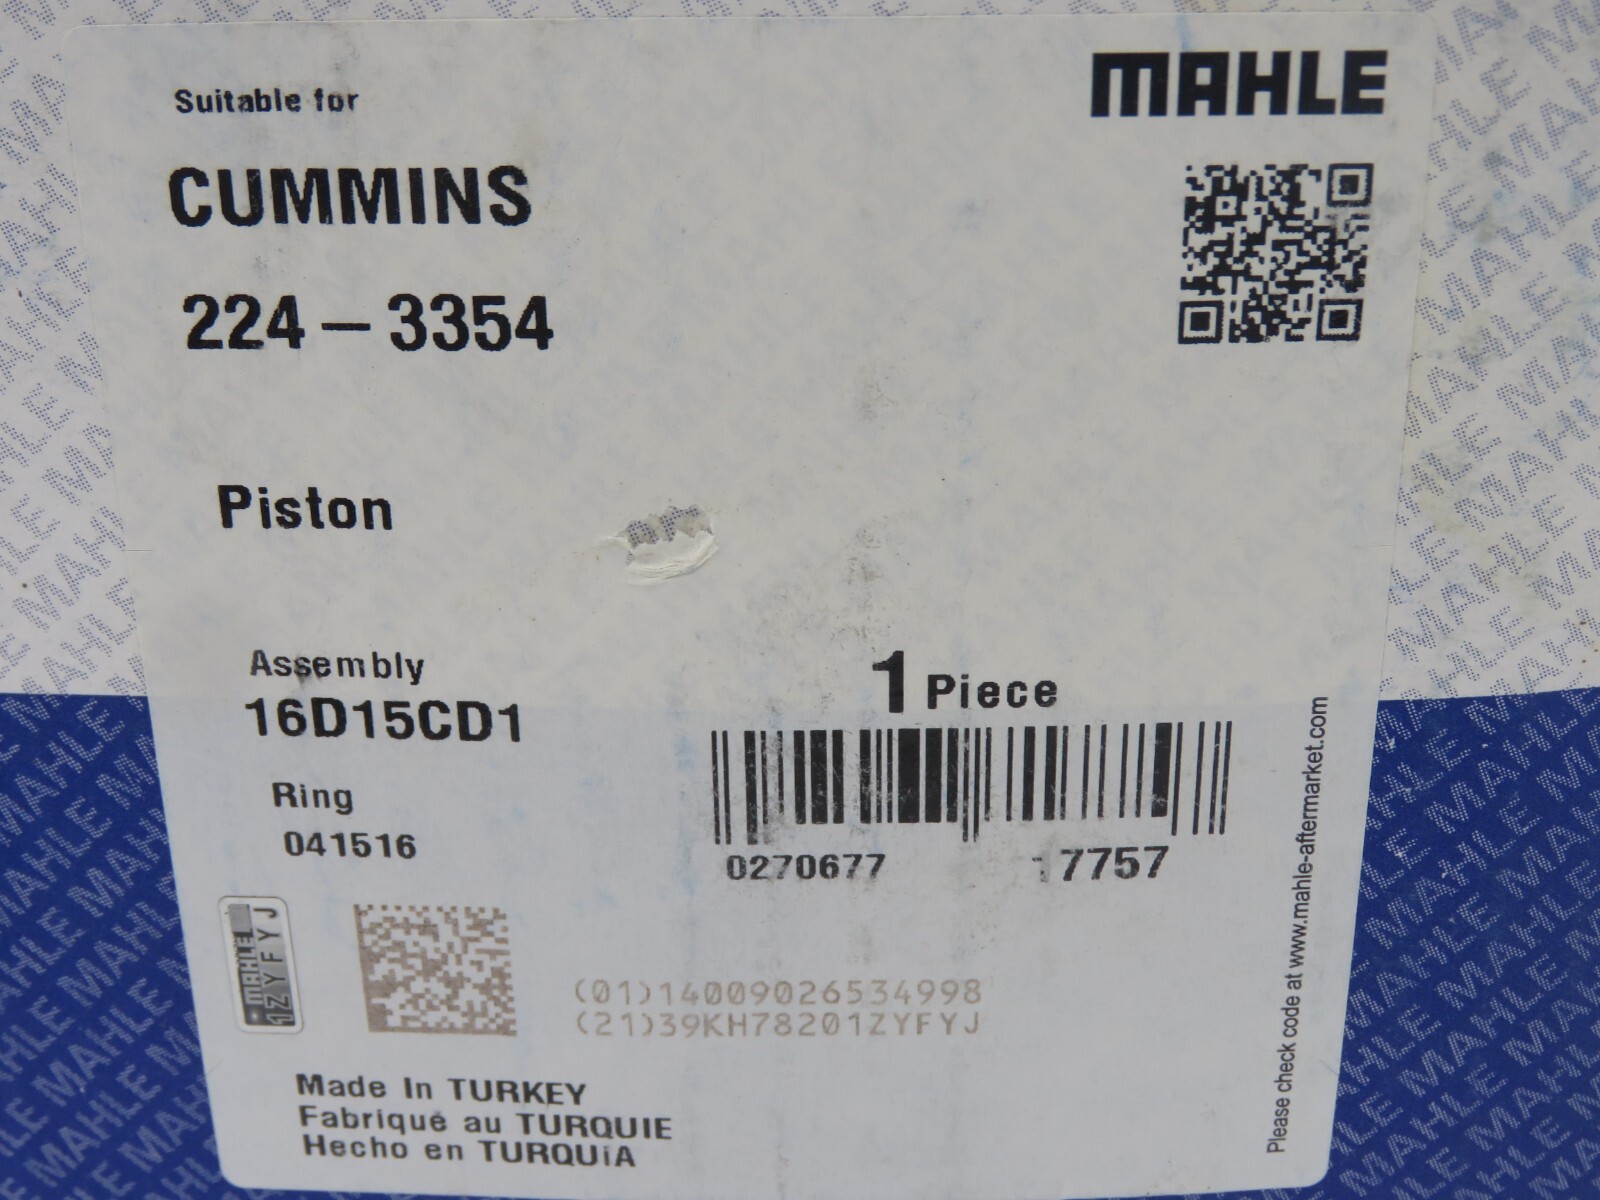 Suitable for
MAHLE
CUMMINS
224-3354
Piston
Assembly
16D15CD1
1 Piece
Ring
041516
0270677 17757
MAHLE
1ZYFYJ
(01)14009026534998
(21)39KH78201ZYFYJ
Made In TURKEY
Fabriqué au TURQUIE
Hecho en TURQUíA
Please check code at www.mahle-aftermarket.com